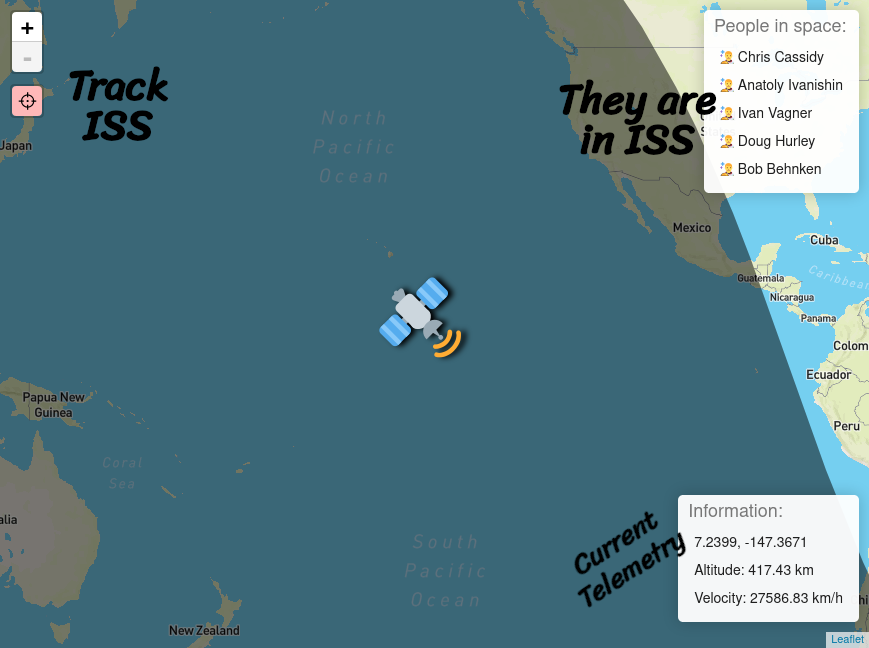 +
-
Track
ISS
Japan
North
Pacific
Ocean
They are
in ISS
People in space:
Chris Cassidy
Anatoly Ivanishin
Ivan Vagner
Doug Hurley
Bob Behnken
Mexico
Cuba
Caribbean
Guatemala
Nicaragua
Panama
Colom
Ecuador
Peru
Papua New
Guinea
Coral
Sea
alia
South
Pacific
Ocean
New Zealand
Current
Telemetry
Information:
7.2399, -147.3671
Altitude: 417.43 km
Velocity: 27586.83 km/h
hi
Leaflet